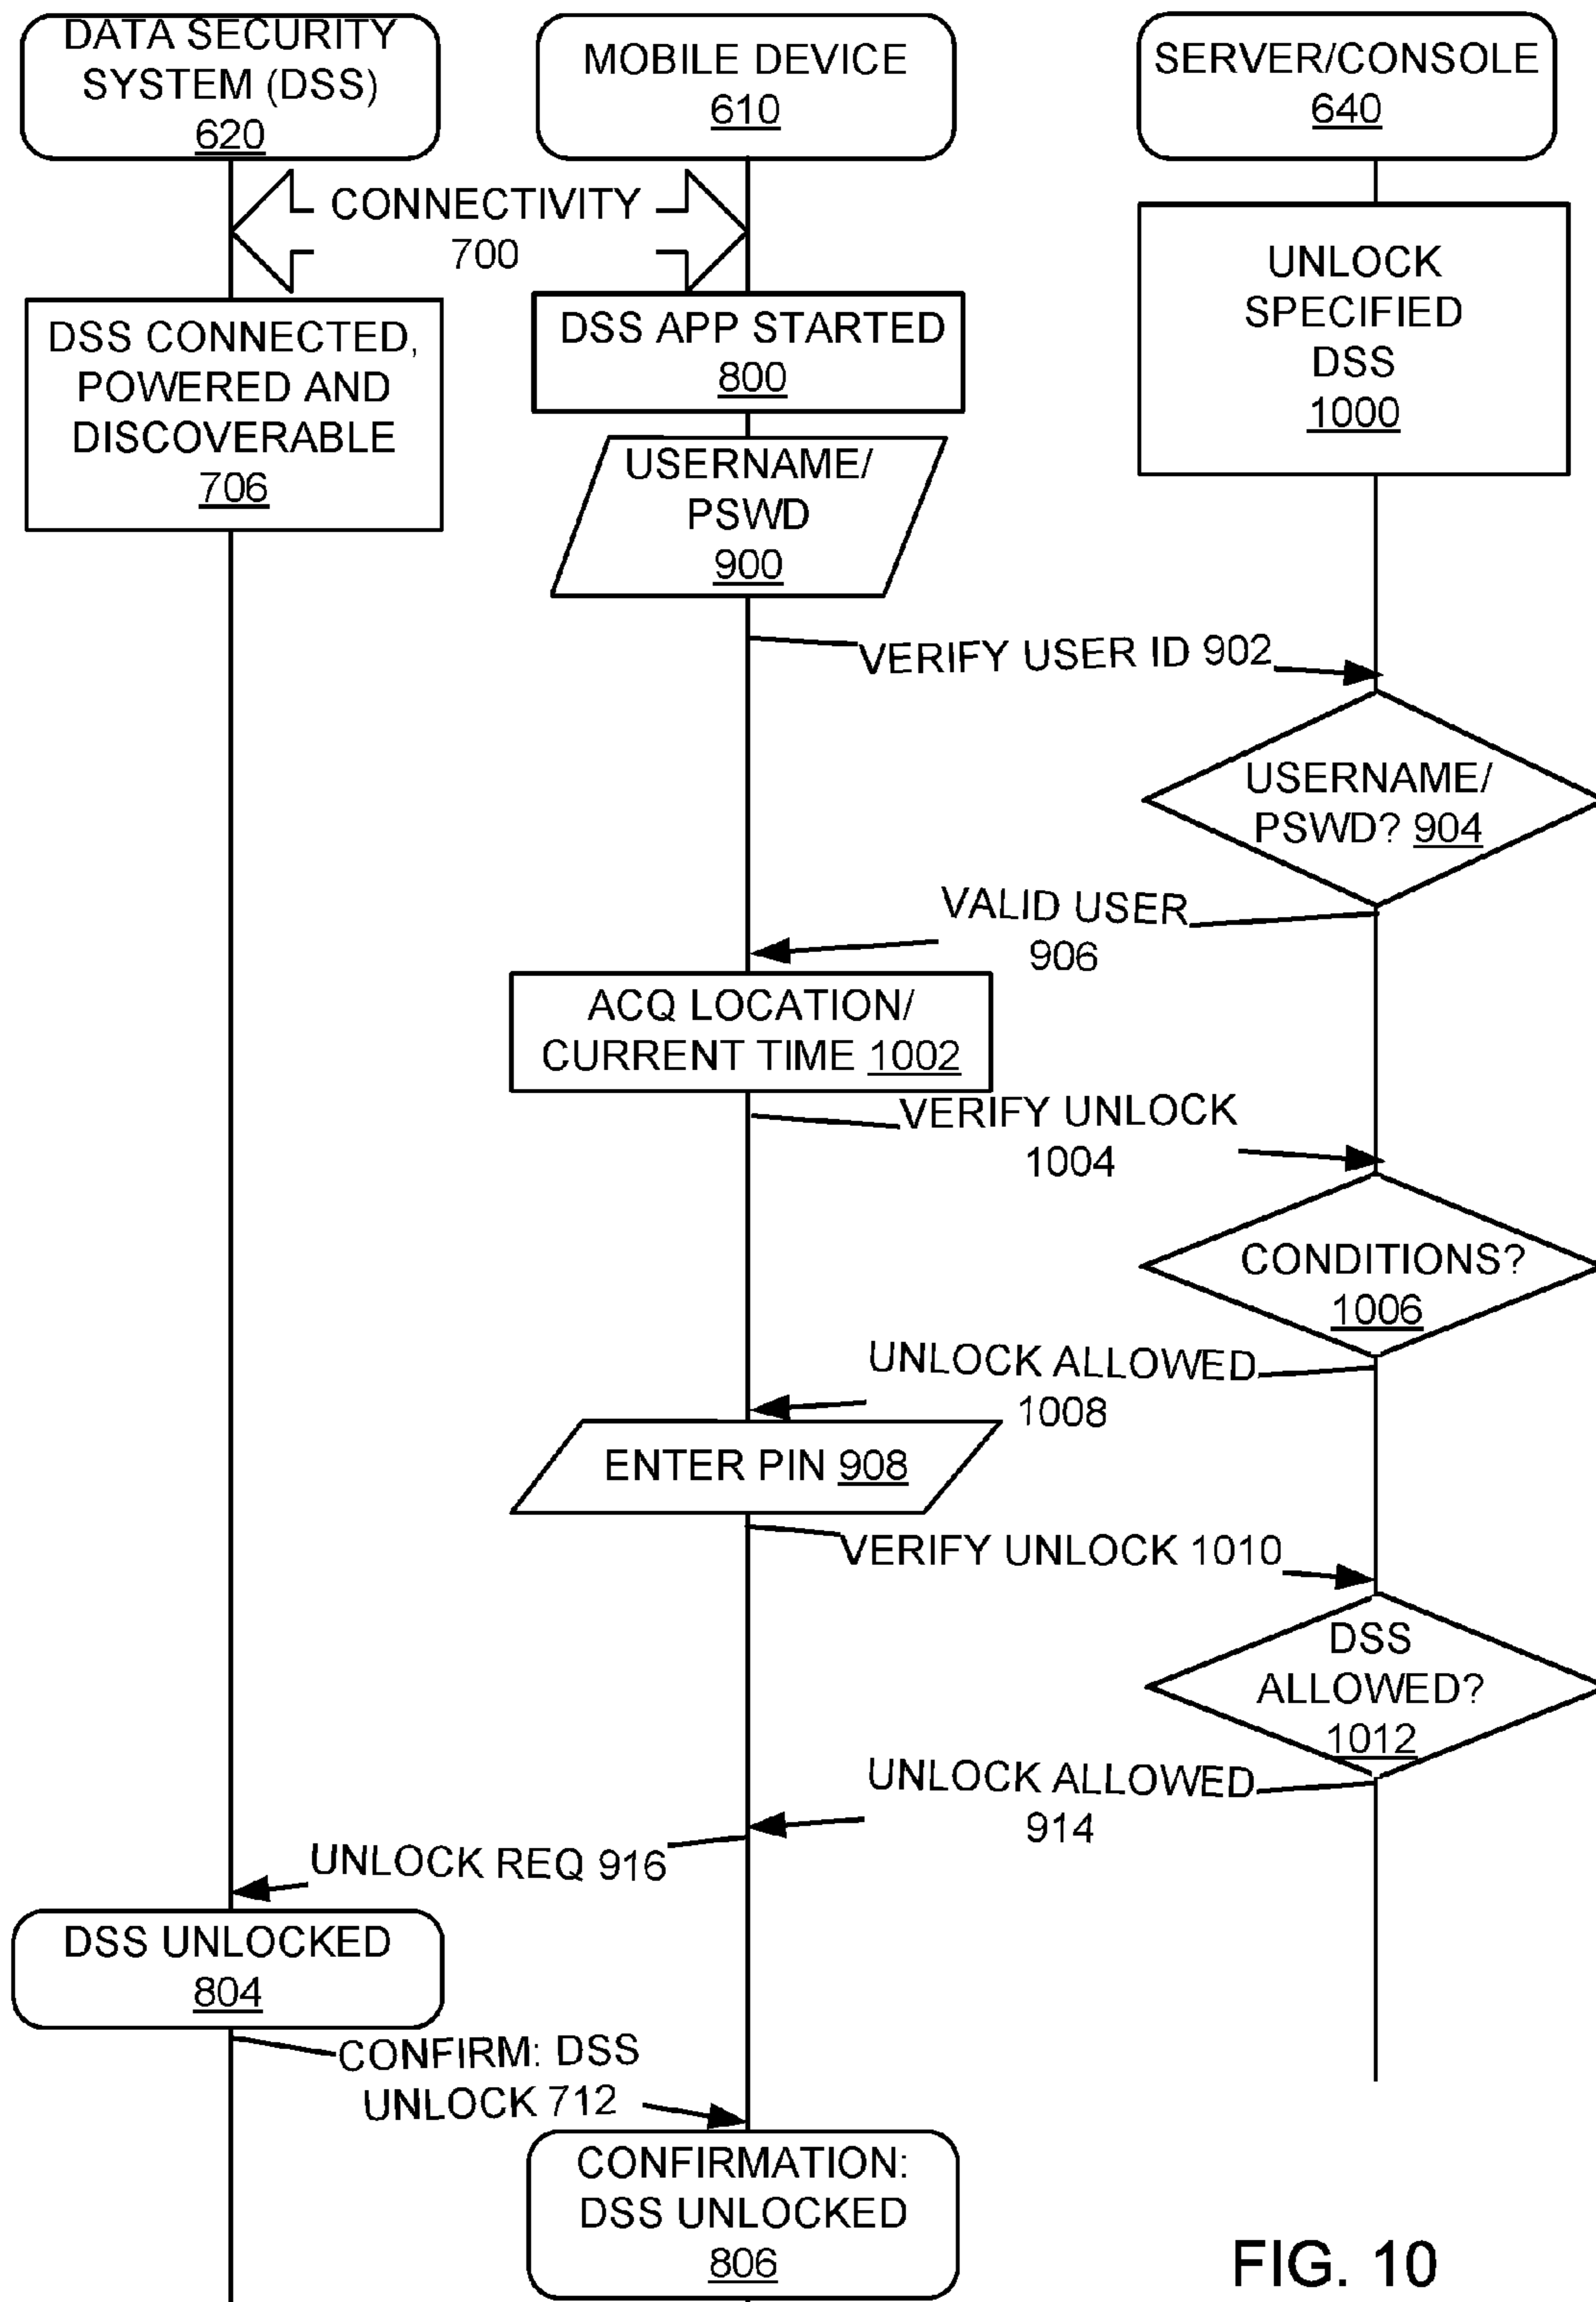 DATA SECURITY
SYSTEM (DSS)
620
MOBILE DEVICE
610
SERVER/CONSOLE
640
CONNECTIVITY
700
DSS CONNECTED,
POWERED AND
DISCOVERABLE
706
DSS APP STARTED
800
UNLOCK
SPECIFIED
DSS
1000
USERNAME/
PSWD
900
VERIFY USER ID 902
USERNAME/
PSWD? 904
VALID USER
906
ACQ LOCATION/
CURRENT TIME 1002
VERIFY UNLOCK
1004
CONDITIONS?
1006
UNLOCK ALLOWED
1008
ENTER PIN 908
VERIFY UNLOCK 1010
DSS
ALLOWED?
1012
UNLOCK ALLOWED
914
UNLOCK REQ 916
DSS UNLOCKED
804
CONFIRM: DSS
UNLOCK 712
CONFIRMATION:
DSS UNLOCKED
806
FIG. 10